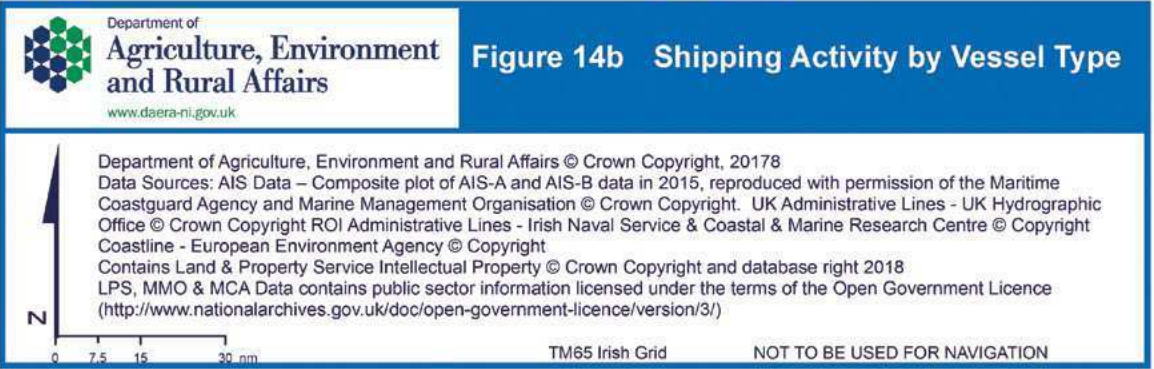 Department of
Agriculture, Environment
and Rural Affairs
www.daera-ni.gov.uk
Figure 14b Shipping Activity by Vessel Type
Department of Agriculture, Environment and Rural Affairs © Crown Copyright, 20178
Data Sources: AIS Data – Composite plot of AIS-A and AIS-B data in 2015, reproduced with permission of the Maritime
Coastguard Agency and Marine Management Organisation © Crown Copyright. UK Administrative Lines - UK Hydrographic
Office © Crown Copyright ROI Administrative Lines - Irish Naval Service & Coastal & Marine Research Centre © Copyright
Coastline - European Environment Agency © Copyright
Contains Land & Property Service Intellectual Property © Crown Copyright and database right 2018
LPS, MMO & MCA Data contains public sector information licensed under the terms of the Open Government Licence
(http://www.nationalarchives.gov.uk/doc/open-government-licence/version/3/)
N
0 7.5 15 30 nm
TM65 Irish Grid NOT TO BE USED FOR NAVIGATION